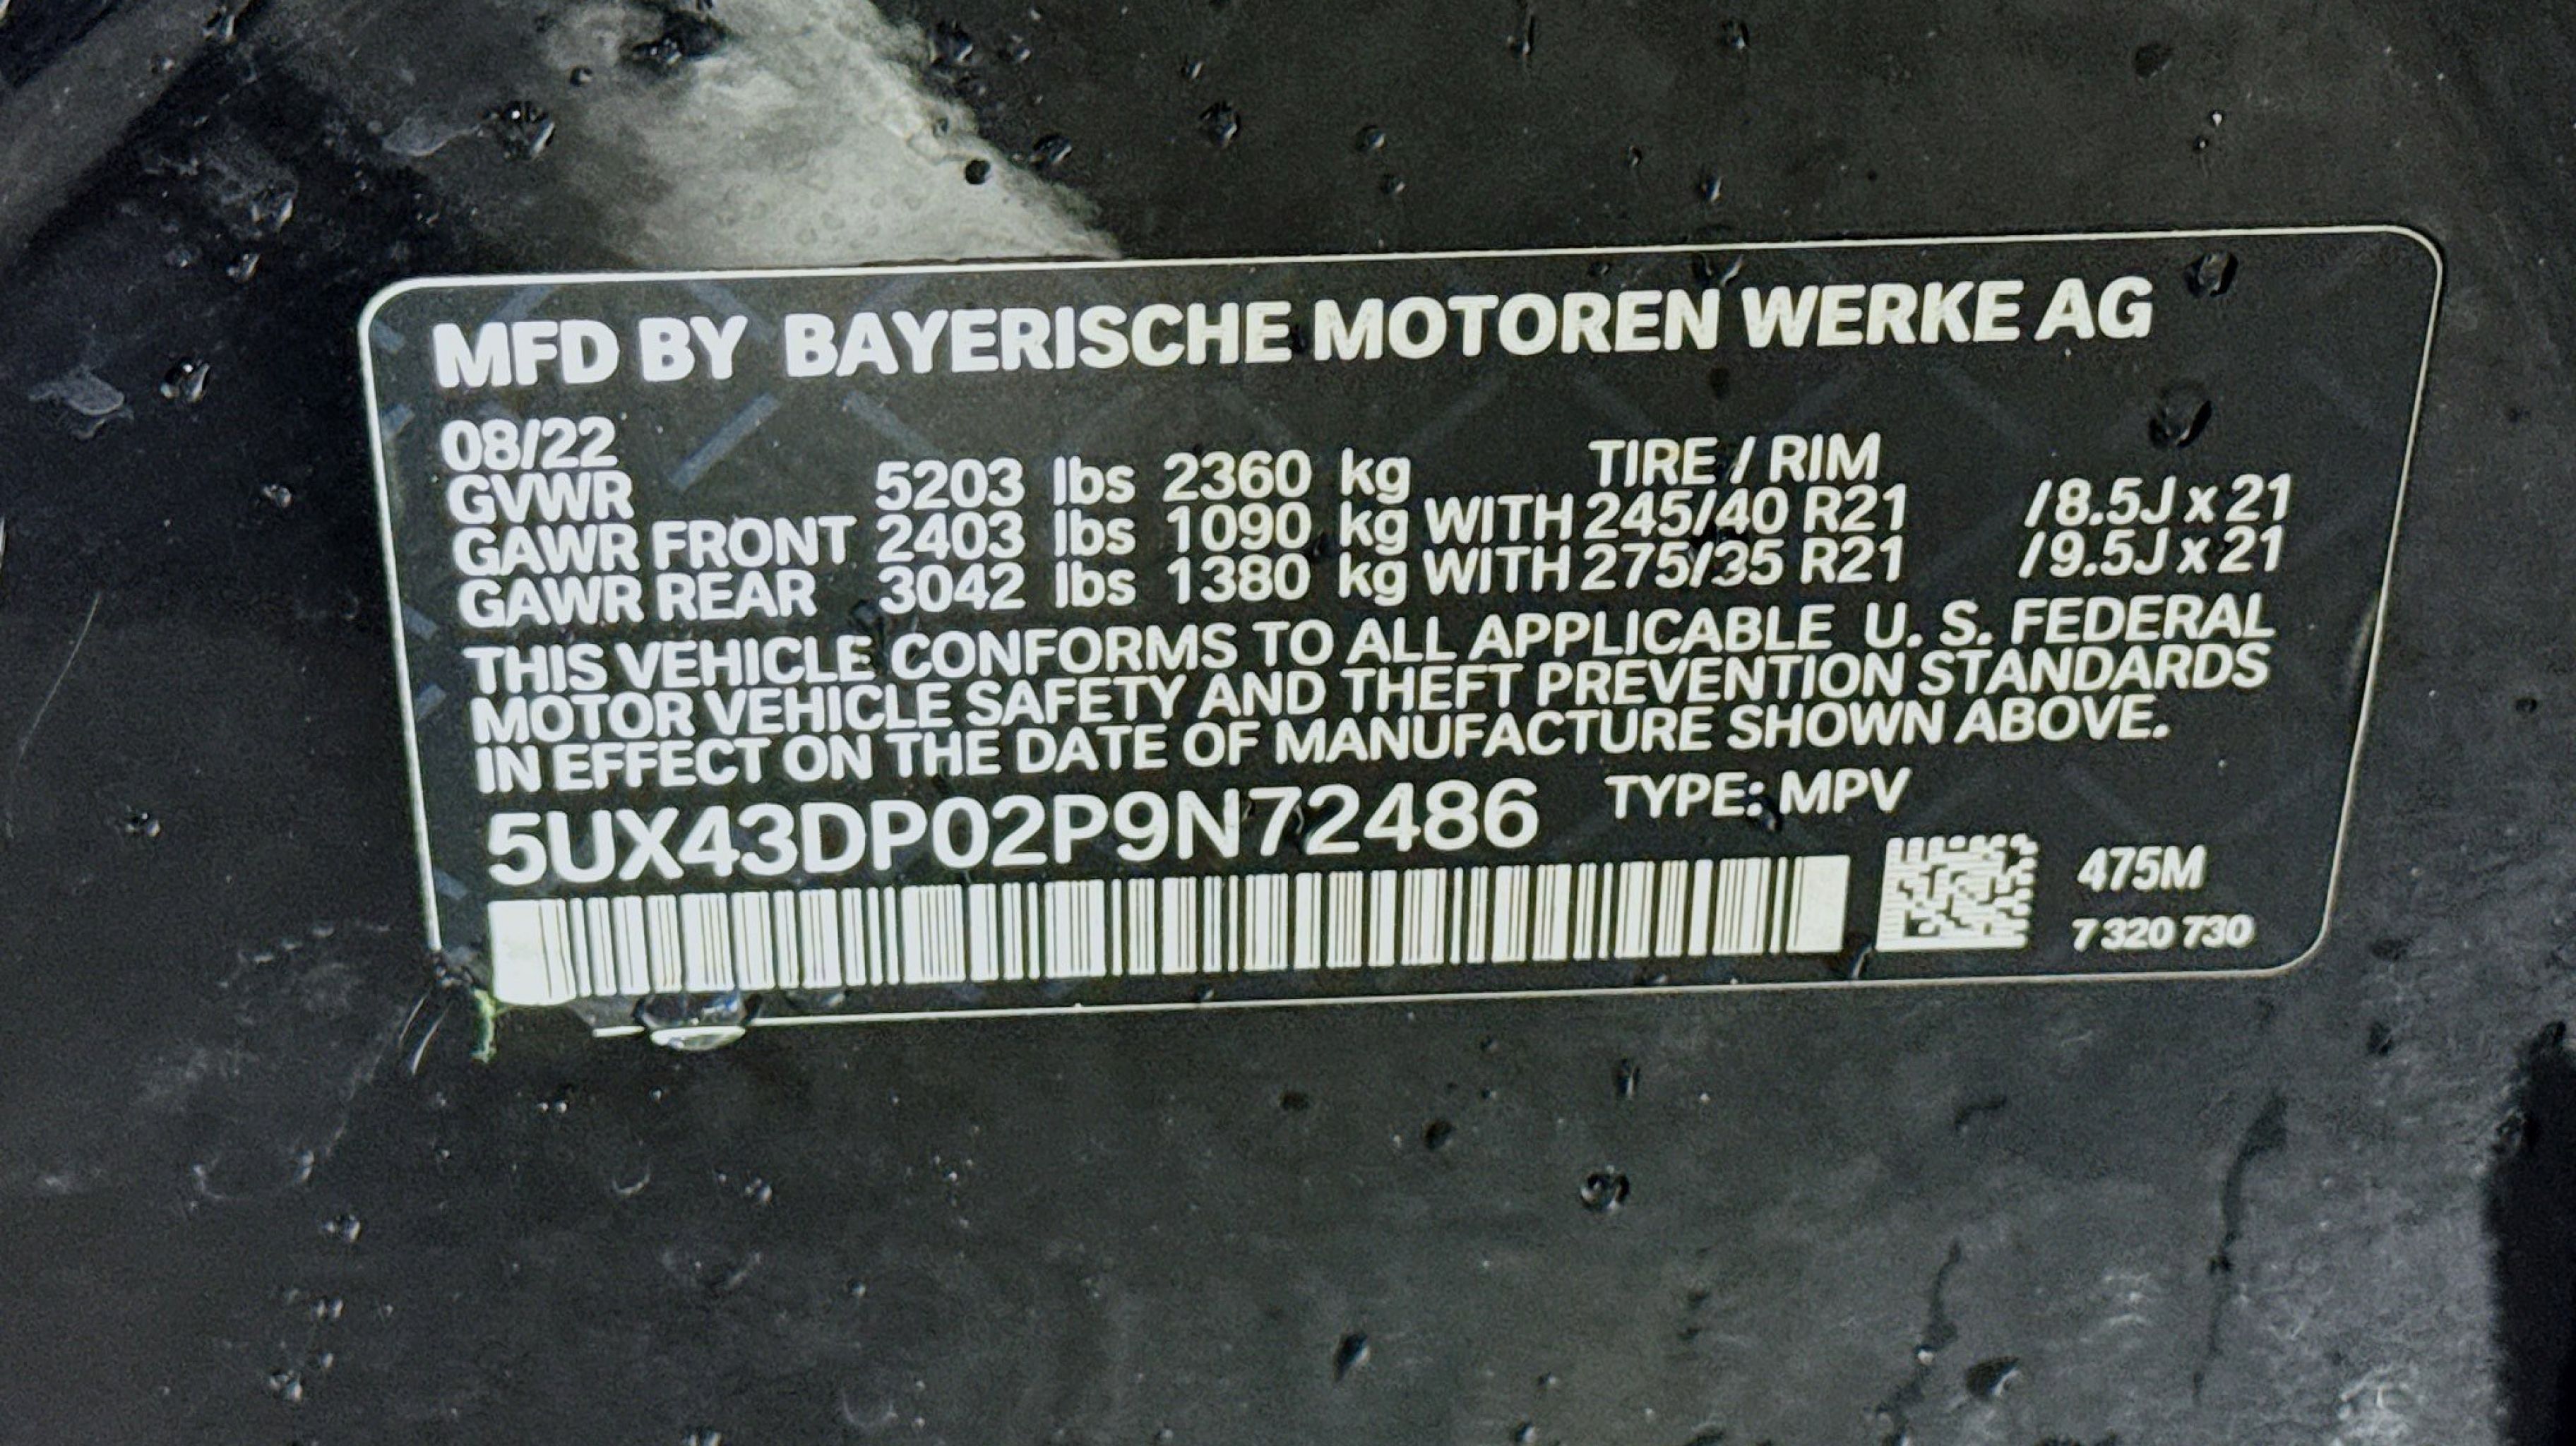 MFD BY BAYERISCHE MOTOREN WERKE AG
08/22 TIRE / RIM
GVWR 5203 lbs 2360 kg
GAWR FRONT 2403 lbs 1090 kg WITH 245/40 R21 /8.5J x 21
GAWR REAR 3042 lbs 1380 kg WITH 275/35 R21 /9.5J x 21
THIS VEHICLE CONFORMS TO ALL APPLICABLE U. S. FEDERAL
MOTOR VEHICLE SAFETY AND THEFT PREVENTION STANDARDS
IN EFFECT ON THE DATE OF MANUFACTURE SHOWN ABOVE.
5UX43DP02P9N72486 TYPE: MPV
475M
7 320 730